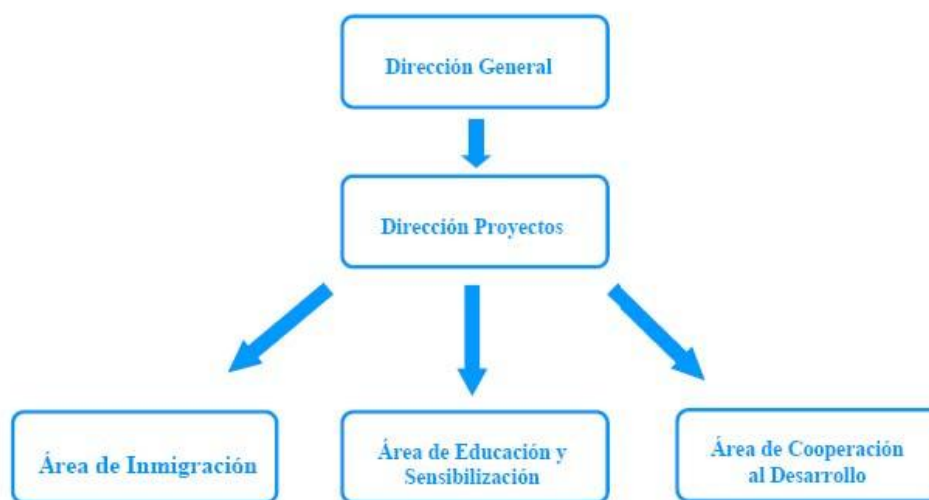 Dirección General
Dirección Proyectos
Área de Inmigración
Área de Educación y
Sensibilización
Área de Cooperación
al Desarrollo